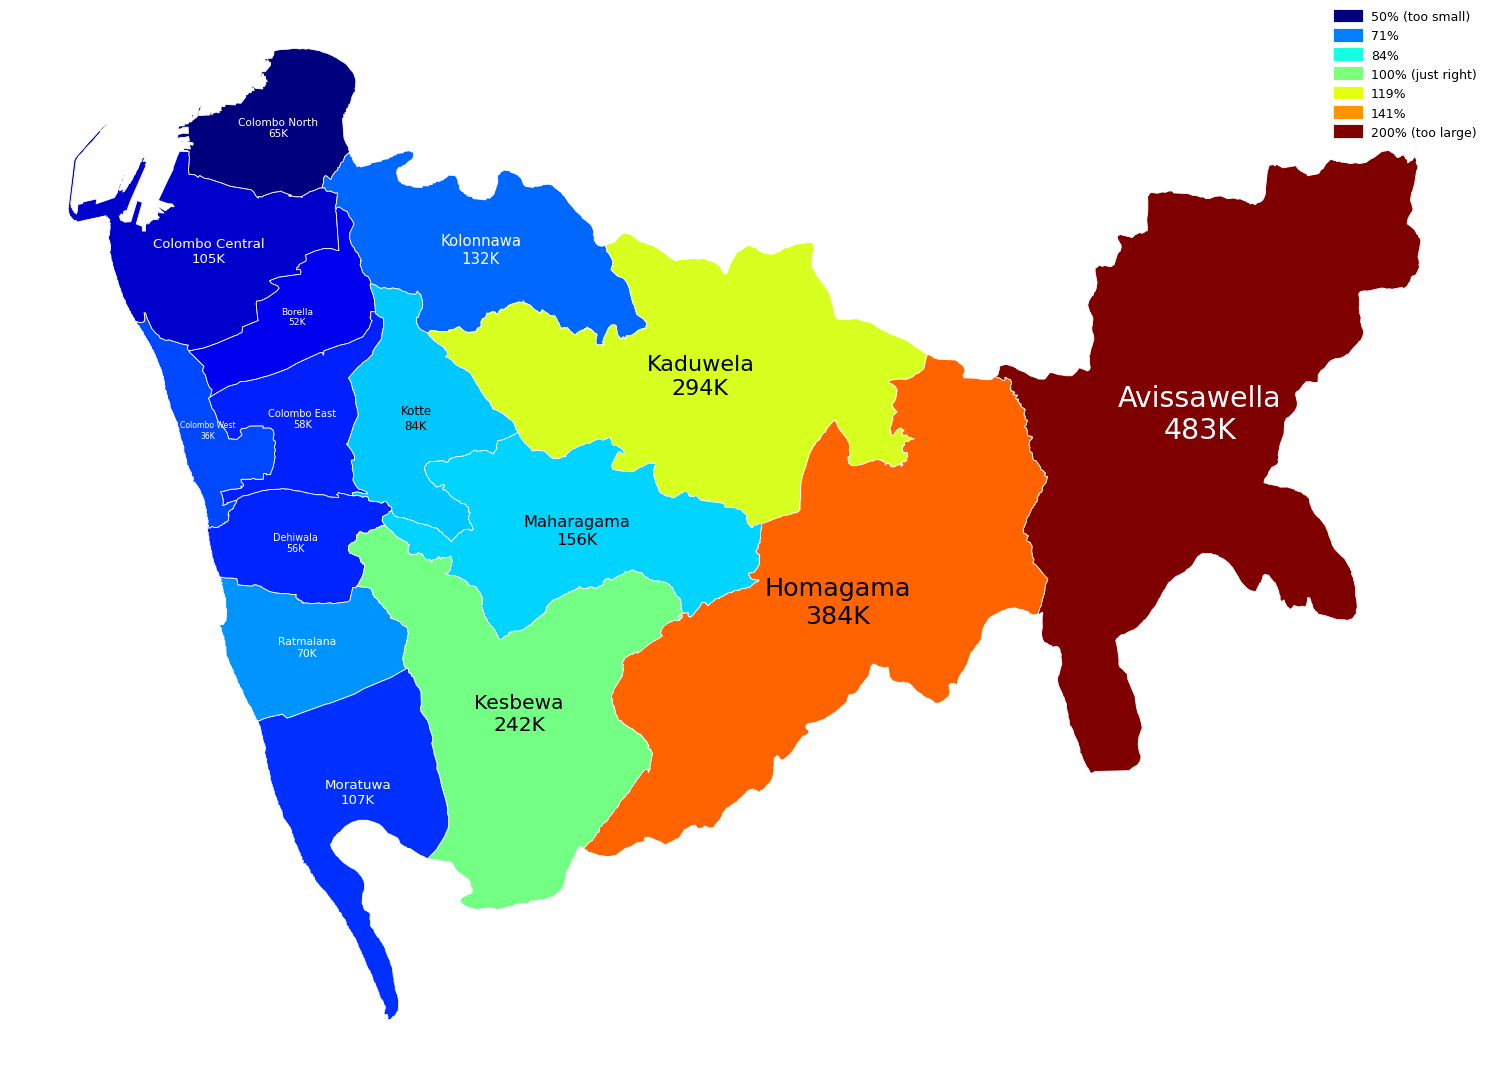 50% (too small)
71%
84%
100% (just right)
119%
141%
200% (too large)
Colombo North
65K
Colombo Central
105K
Kolonnawa
132K
Borella
52K
Kaduwela
294K
Avissawella
483K
Colombo East
58K
Kotte
84K
Colombo West
36K
Maharagama
156K
Dehiwala
56K
Homagama
384K
Ratmalana
70K
Kesbewa
242K
Moratuwa
107K